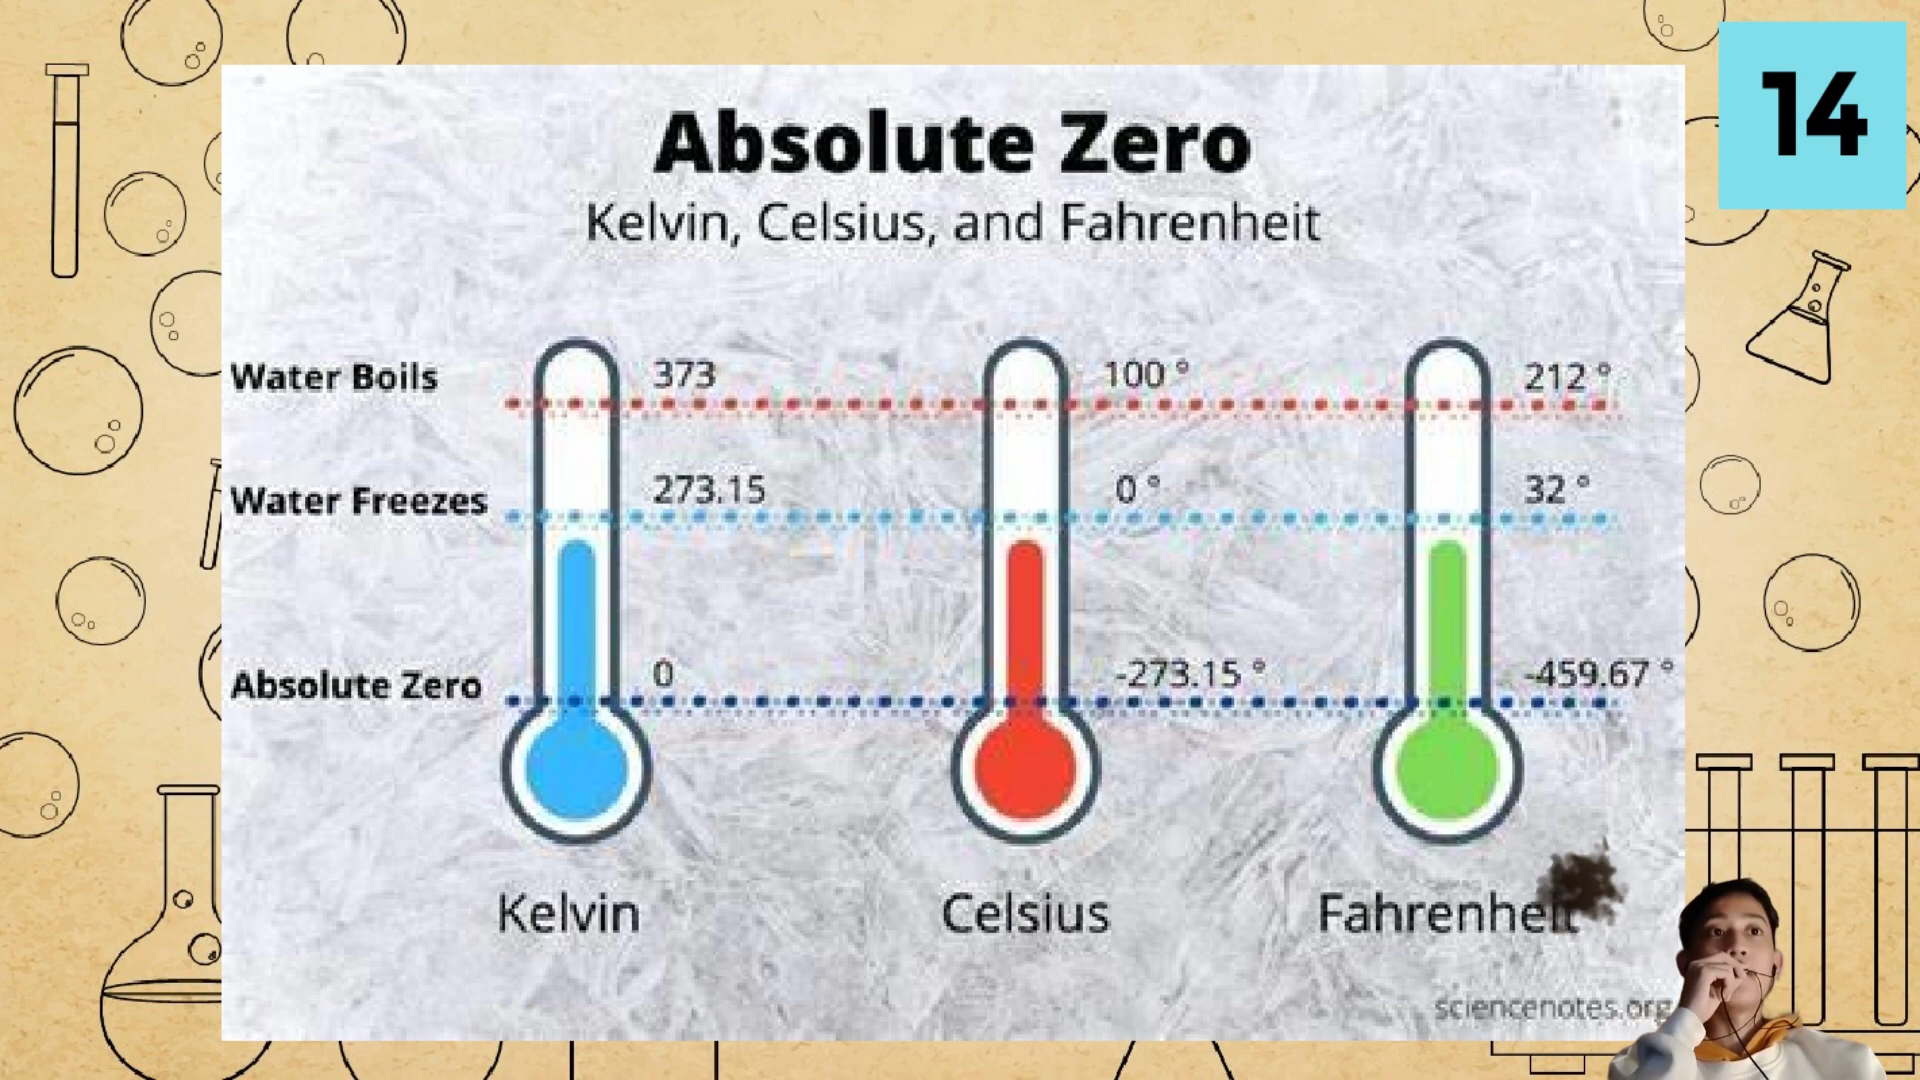 14
Absolute Zero
Kelvin, Celsius, and Fahrenheit
Water Boils 373 100 ° 212 °
Water Freezes 273.15 0 ° 32 °
Absolute Zero 0 -273.15 ° -459.67 °
Kelvin Celsius Fahrenheit
sciencenotes.org